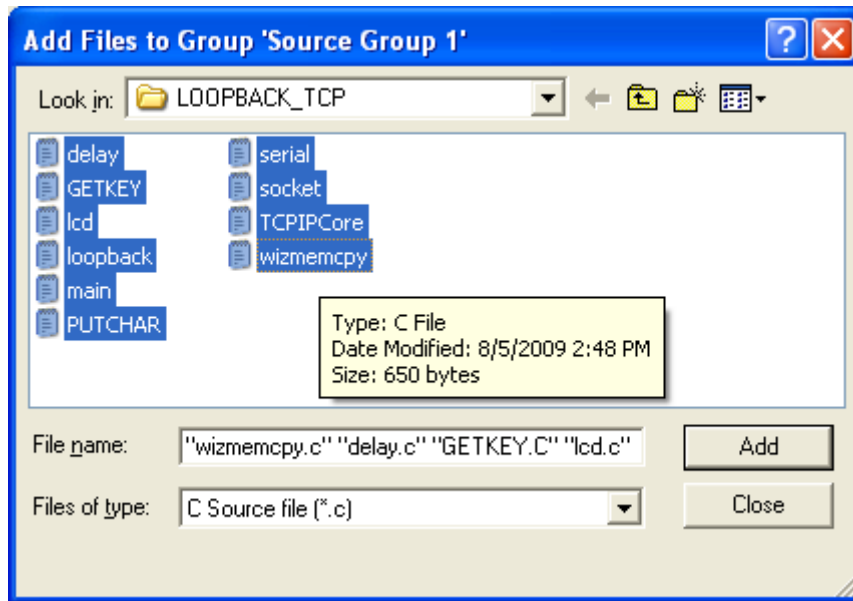 Add Files to Group 'Source Group 1'
Look in: LOOPBACK_TCP
delay serial
GETKEY socket
lcd TCPIPCore
loopback wizmemcpy
main
PUTCHAR
Type: C File
Date Modified: 8/5/2009 2:48 PM
Size: 650 bytes
File name: "wizmemcpy.c" "delay.c" "GETKEY.C" "lcd.c" Add
Files of type: C Source file (*.c) Close